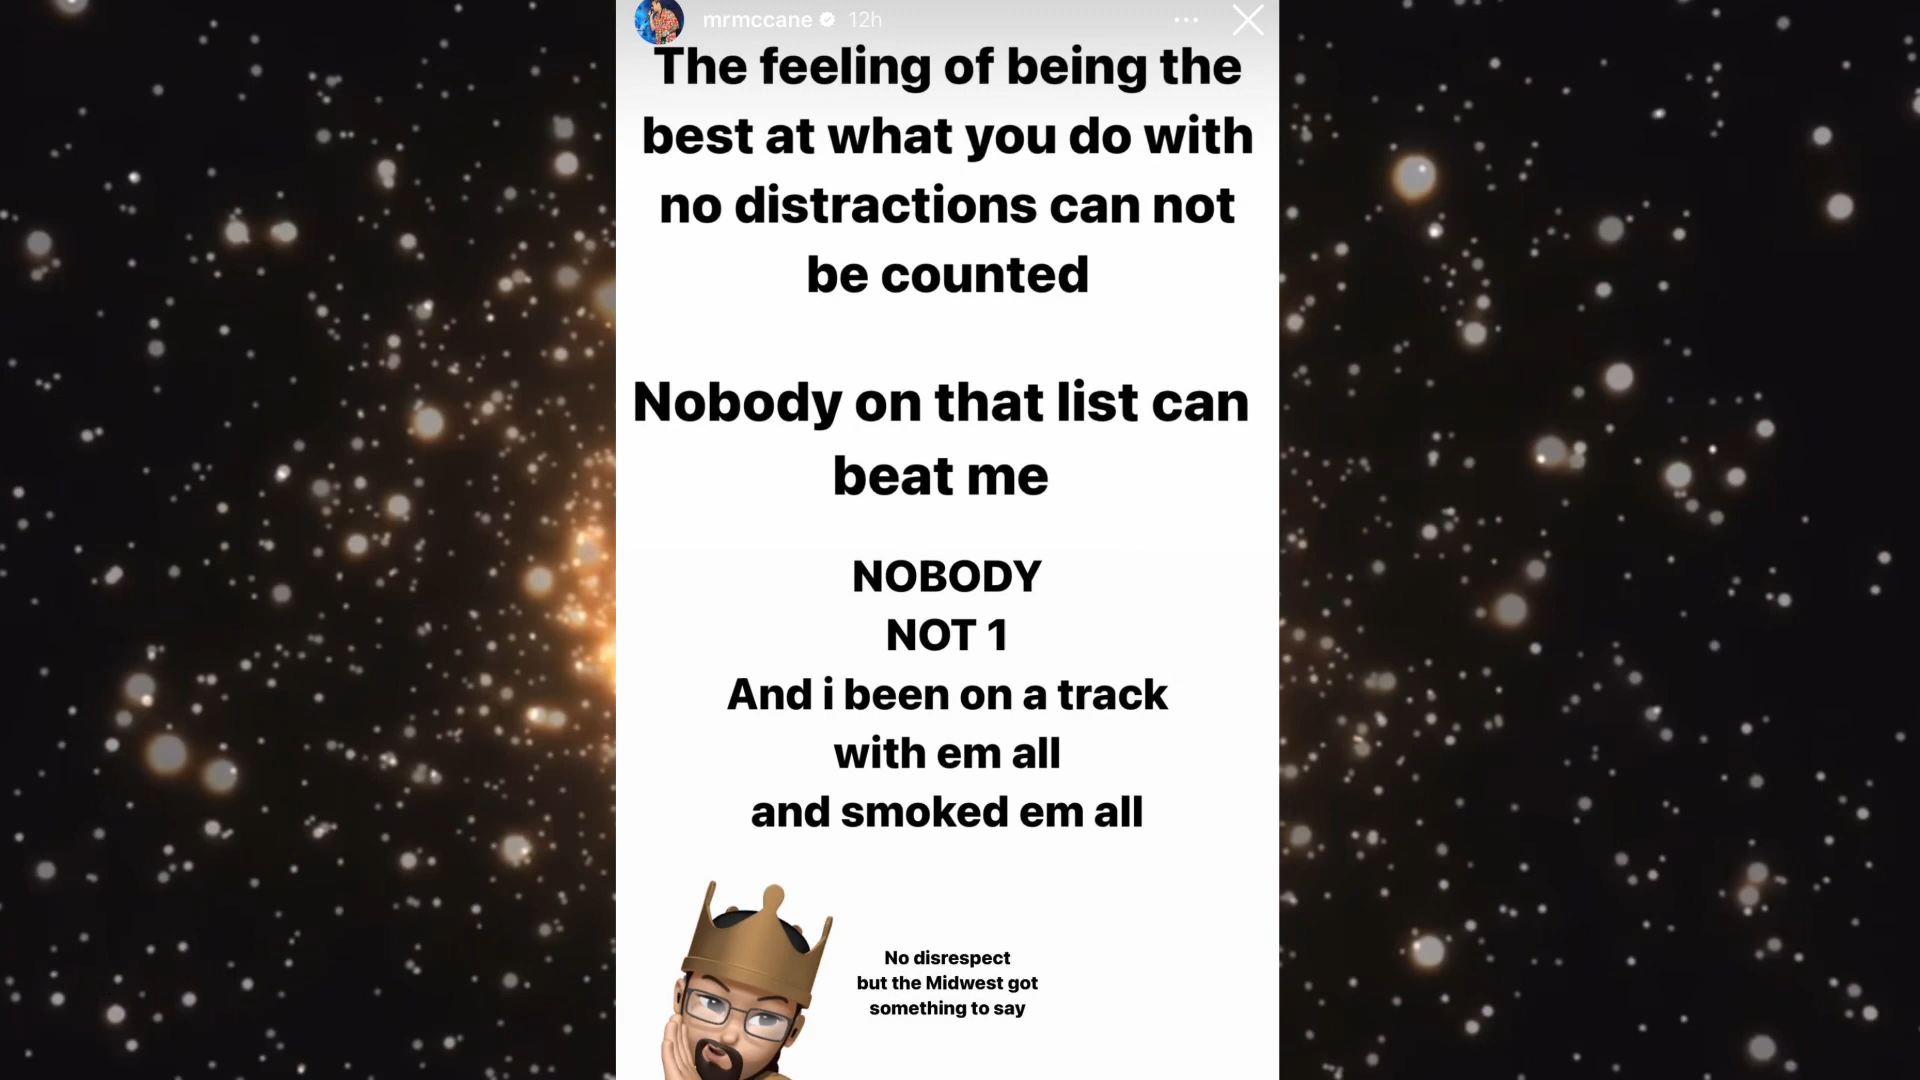 mrmccane 12h
The feeling of being the
best at what you do with
no distractions can not
be counted
Nobody on that list can
beat me
NOBODY
NOT 1
And i been on a track
with em all
and smoked em all
No disrespect
but the Midwest got
something to say